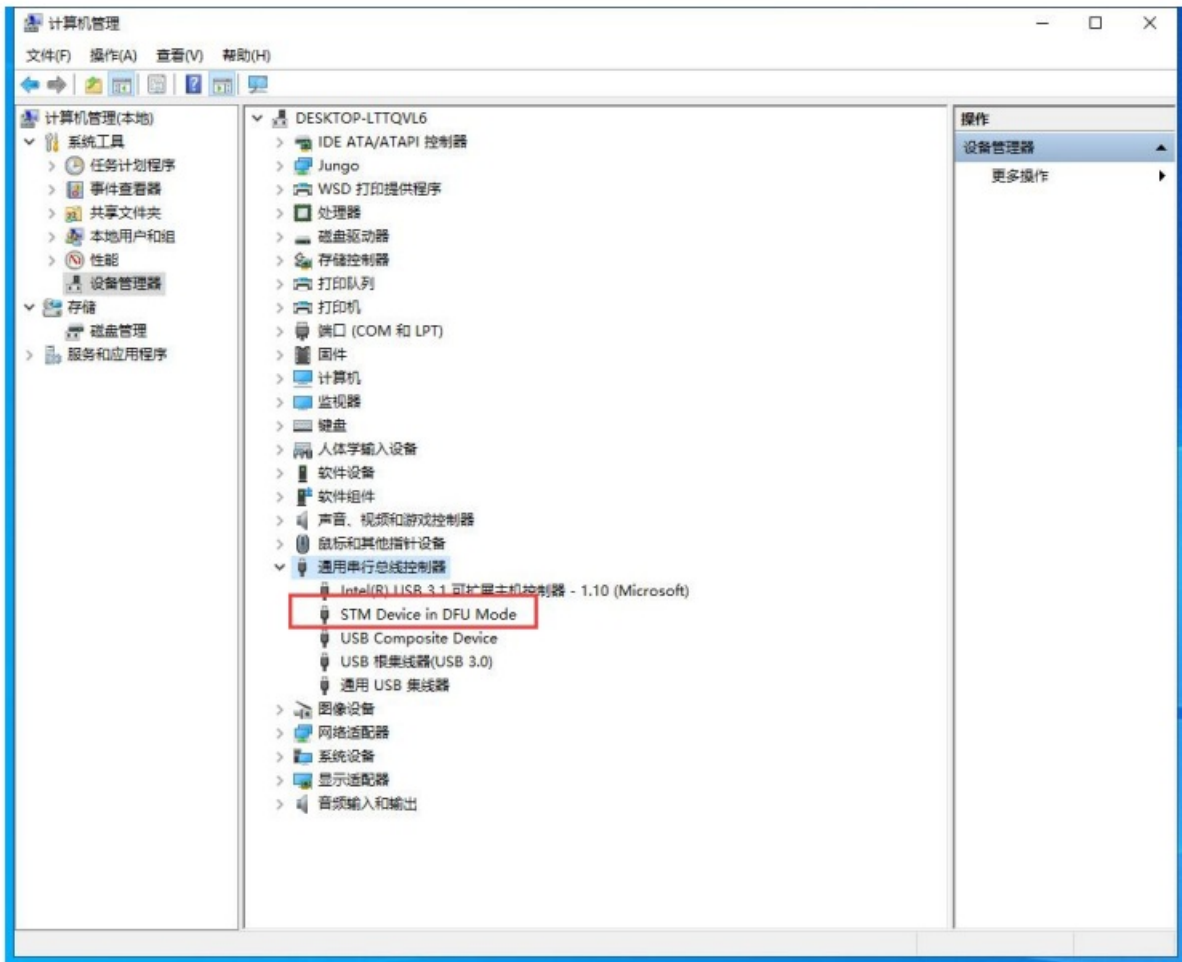 计算机管理
文件(F) 操作(A) 查看(V) 帮助(H)
计算机管理(本地)
系统工具
任务计划程序
事件查看器
共享文件夹
本地用户和组
性能
设备管理器
存储
磁盘管理
服务和应用程序
DESKTOP-LTTQVL6
IDE ATA/ATAPI 控制器
Jungo
WSD 打印提供程序
处理器
磁盘驱动器
存储控制器
打印队列
打印机
端口 (COM 和 LPT)
固件
计算机
监视器
键盘
人体学输入设备
软件设备
软件组件
声音、视频和游戏控制器
鼠标和其他指针设备
通用串行总线控制器
Intel(R) USB 3.1 可扩展主机控制器 - 1.10 (Microsoft)
STM Device in DFU Mode
USB Composite Device
USB 根集线器(USB 3.0)
通用 USB 集线器
图像设备
网络适配器
系统设备
显示适配器
音频输入和输出
操作
设备管理器
更多操作